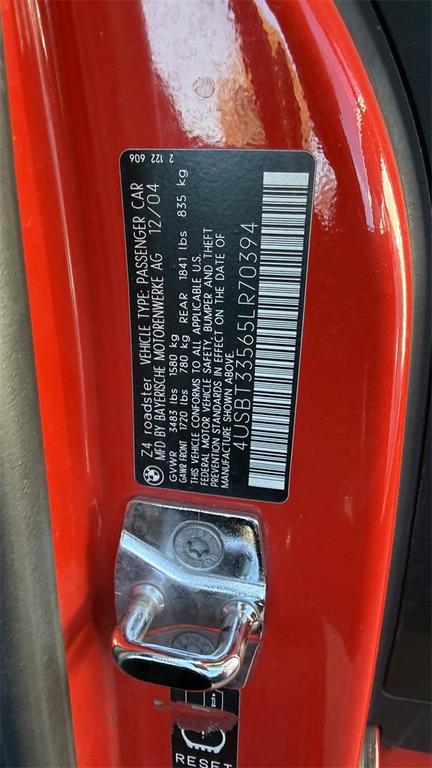 2 122 606
Z4 roadster VEHICLE TYPE: PASSENGER CAR
MFD BY BAYERISCHE MOTORENWERKE AG 12/04
GVWR 3483 lbs 1580 kg
GAWR FRONT 1720 lbs 780 kg REAR 1841 lbs 835 kg
THIS VEHICLE CONFORMS TO ALL APPLICABLE U.S.
FEDERAL MOTOR VEHICLE SAFETY, BUMPER AND THEFT
PREVENTION STANDARDS IN EFFECT ON THE DATE OF
MANUFACTURE SHOWN ABOVE.
4USBT33565LR70394
RESET